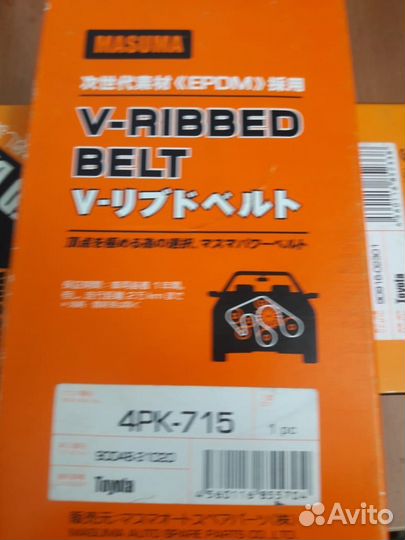 MASUMA
次世代素材《EPDM》採用
V-RIBBED
BELT
V-リブドベルト
頂点を極める為の選択、マスマパワーベルト
4PK-715
1 pc
90048-31020
Toyota
4560116855704
販売元:マスマオートスペアパーツ(株)
MASUMA AUTO SPARE PARTS CO.,LTD.
Toyota
Avito